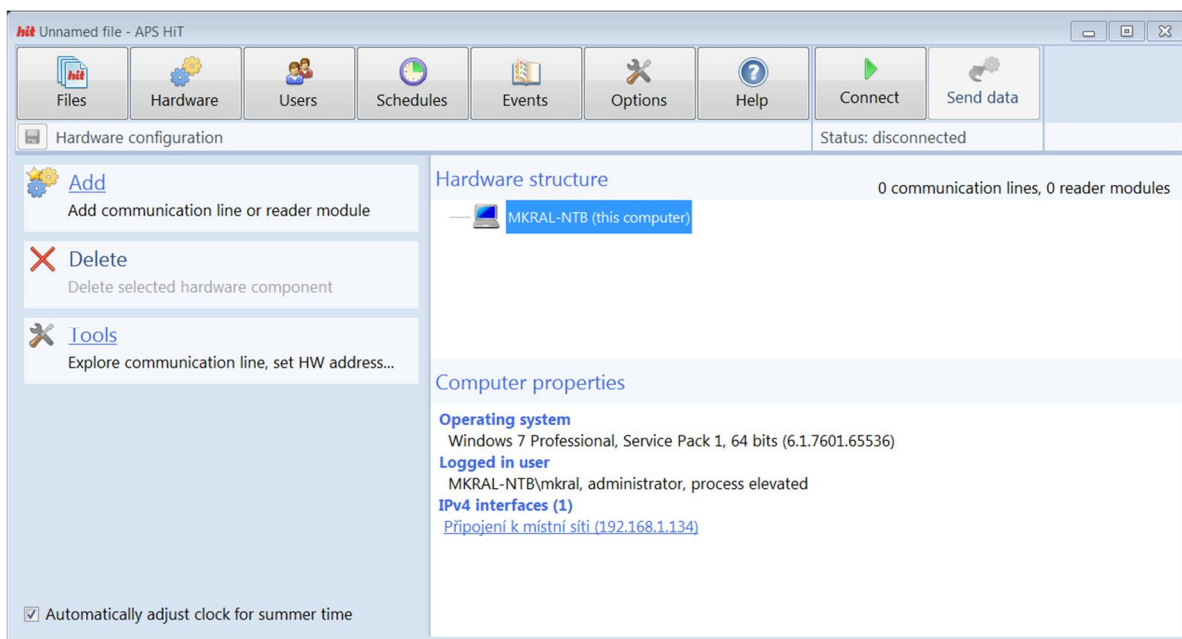 hit Unnamed file - APS HiT
hit
Files Hardware Users Schedules Events Options Help Connect Send data
Hardware configuration Status: disconnected
Add
Add communication line or reader module
Delete
Delete selected hardware component
Tools
Explore communication line, set HW address...
Automatically adjust clock for summer time
Hardware structure 0 communication lines, 0 reader modules
MKRAL-NTB (this computer)
Computer properties
Operating system
Windows 7 Professional, Service Pack 1, 64 bits (6.1.7601.65536)
Logged in user
MKRAL-NTB\mkral, administrator, process elevated
IPv4 interfaces (1)
Připojení k místní síti (192.168.1.134)